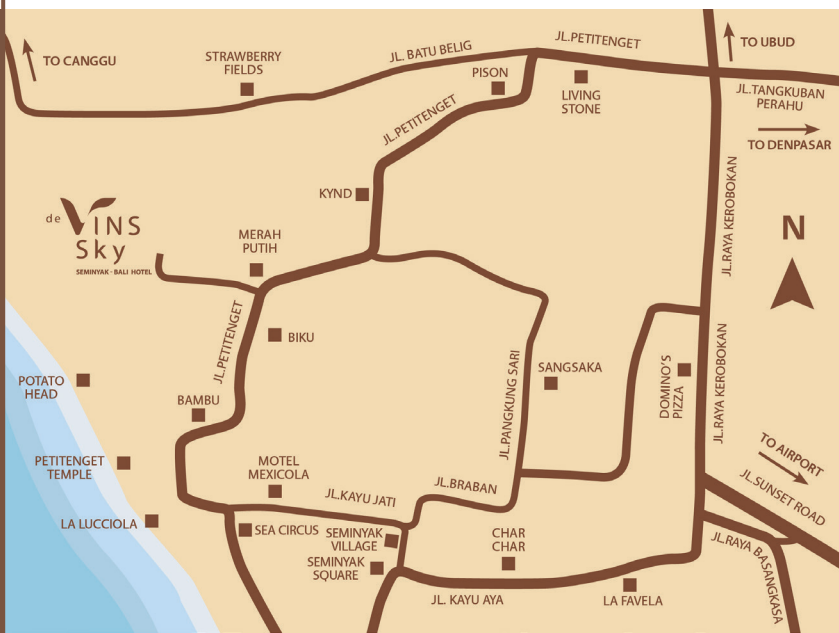 TO CANGGU
STRAWBERRY
FIELDS
JL. BATU BELIG
JL.PETITENGET
TO UBUD
PISON
LIVING
STONE
JL.TANGKUBAN
PERAHU
TO DENPASAR
JL.PETITENGET
KYND
de VINS
Sky
SEMINYAK - BALI HOTEL
MERAH
PUTIH
JL.RAYA KEROBOKAN
N
JL.PETITENGET
BIKU
POTATO
HEAD
BAMBU
JL.PANGKUNG SARI
SANGSAKA
DOMINO'S
PIZZA
JL.RAYA KEROBOKAN
PETITENGET
TEMPLE
MOTEL
MEXICOLA
JL.KAYU JATI
JL.BRABAN
TO AIRPORT
JL.SUNSET ROAD
LA LUCCIOLA
SEA CIRCUS
SEMINYAK
VILLAGE
SEMINYAK
SQUARE
CHAR
CHAR
JL.RAYA BASANGKASA
JL. KAYU AYA
LA FAVELA